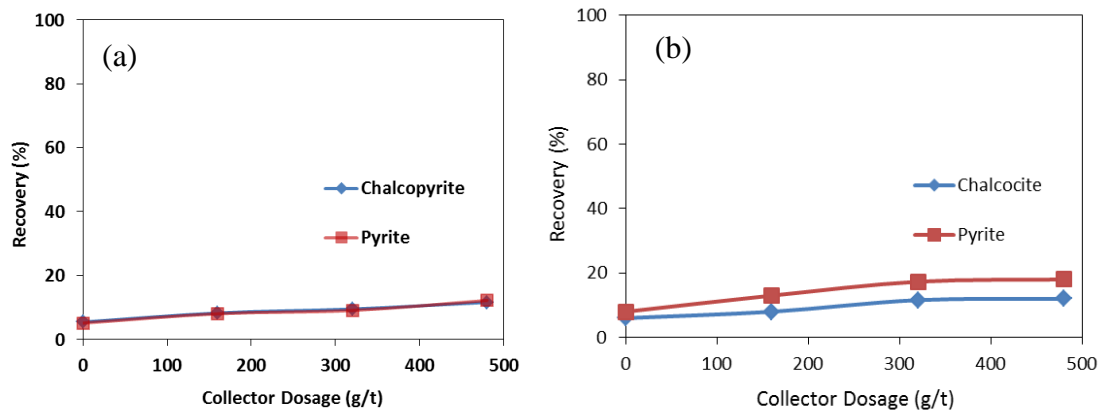 (a)
100
80
60
40
20
0
Recovery (%)
Chalcopyrite
Pyrite
0 100 200 300 400 500
Collector Dosage (g/t)
(b)
100
80
60
40
20
0
Recovery (%)
Chalcocite
Pyrite
0 100 200 300 400 500
Collector Dosage (g/t)